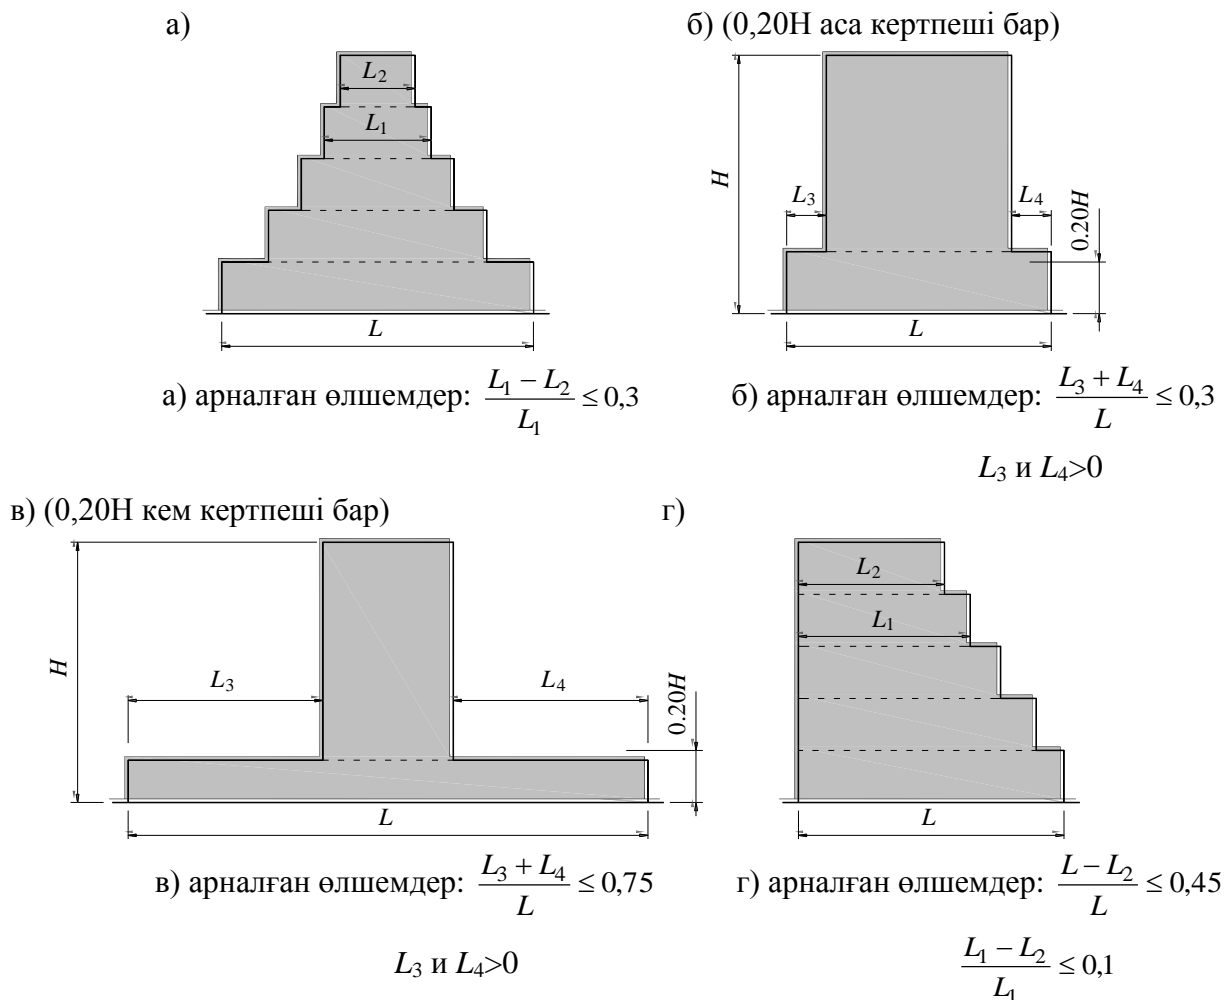 а)
б) (0,20Н аса кертпеші бар)
L₂
L₁
L
H
L₃
L₄
0.20H
L
а) арналған өлшемдер: (L₁ − L₂)/L₁ ≤ 0,3
б) арналған өлшемдер: (L₃ + L₄)/L ≤ 0,3
L₃ и L₄>0
в) (0,20Н кем кертпеші бар)
г)
H
L₃
L₄
0.20H
L
L₂
L₁
L
в) арналған өлшемдер: (L₃ + L₄)/L ≤ 0,75
г) арналған өлшемдер: (L − L₂)/L ≤ 0,45
L₃ и L₄>0
(L₁ − L₂)/L₁ ≤ 0,1